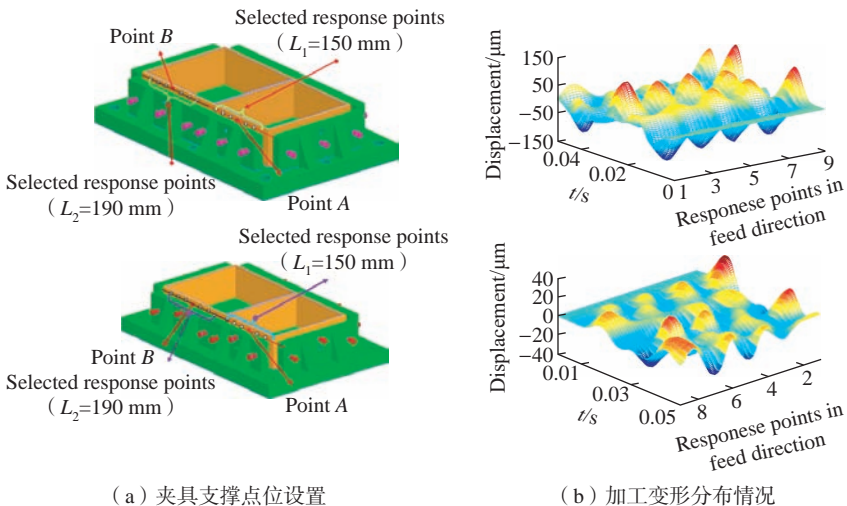 Selected response points
（L₁=150 mm）
Point B
Selected response points
（L₂=190 mm）
Point A
Selected response points
（L₁=150 mm）
Point B
Selected response points
（L₂=190 mm）
Point A
（a）夹具支撑点位设置
Displacement/μm
150
50
−50
−150
0.04
0.02
0
t/s
1
3
5
7
9
Responese points in
feed direction
Displacement/μm
40
20
0
−20
−40
0.01
0.03
0.05
t/s
8
6
4
2
Responese points in
feed direction
（b）加工变形分布情况